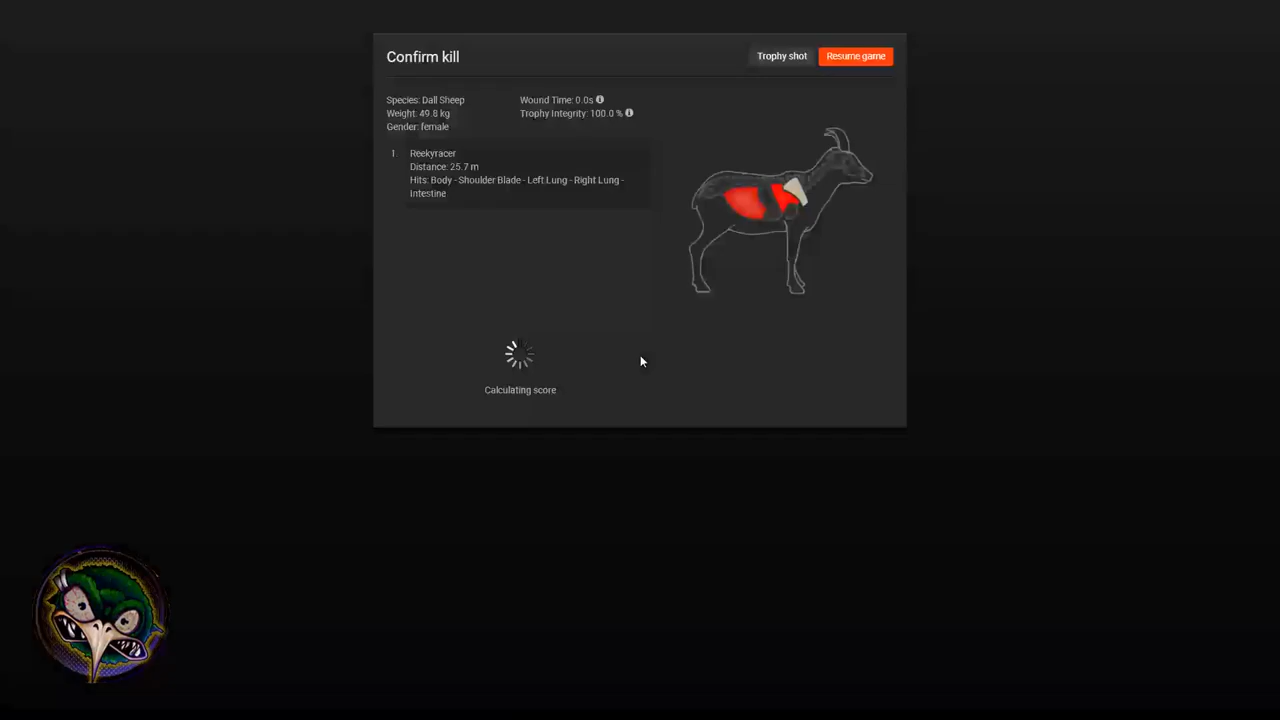 Confirm kill
Trophy shot
Resume game
Species: Dall Sheep
Weight: 49.8 kg
Gender: female
Wound Time: 0.0s
Trophy Integrity: 100.0 %
1. Reekyracer
Distance: 25.7 m
Hits: Body - Shoulder Blade - Left Lung - Right Lung -
Intestine
Calculating score